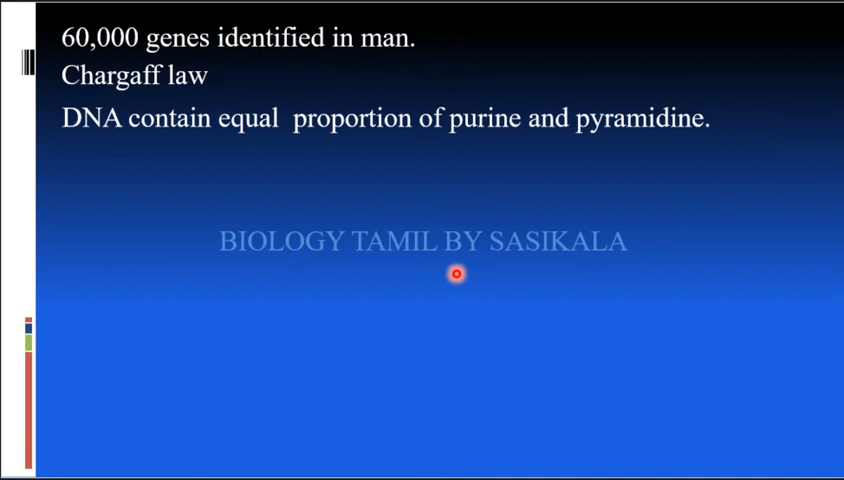 60,000 genes identified in man.
Chargaff law
DNA contain equal proportion of purine and pyramidine.
BIOLOGY TAMIL BY SASIKALA